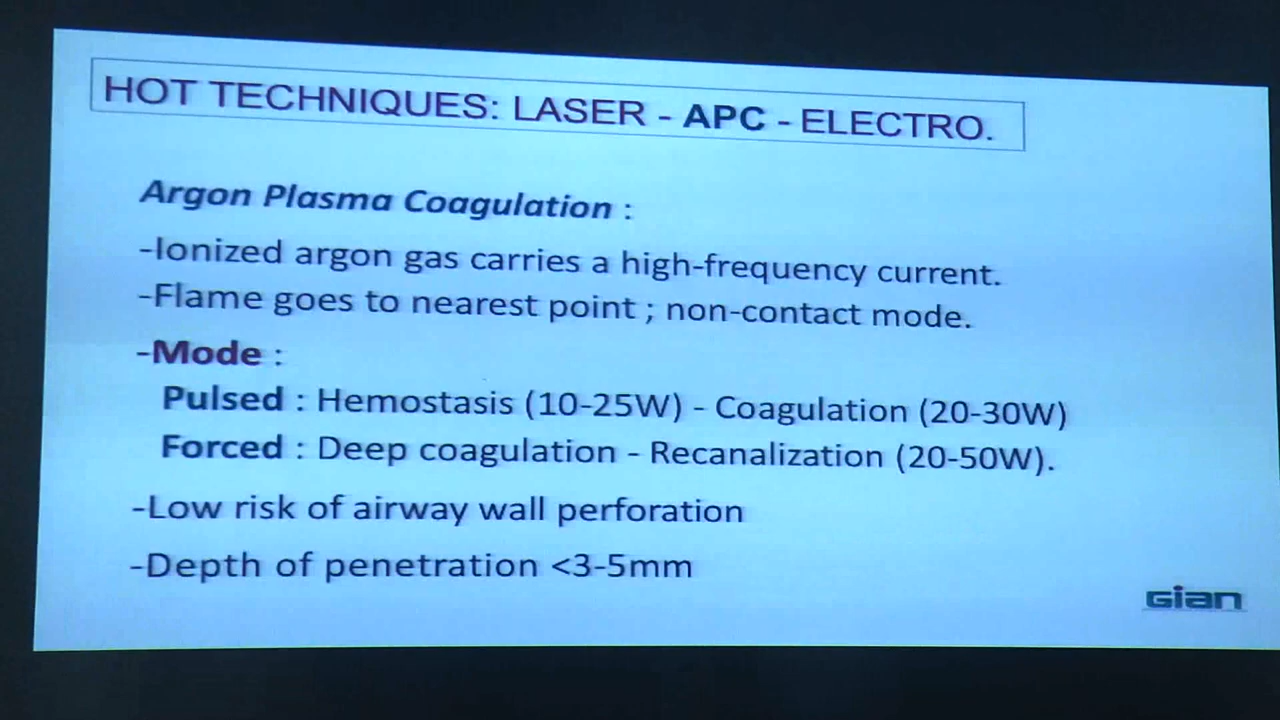 HOT TECHNIQUES: LASER - APC - ELECTRO.
Argon Plasma Coagulation :
-Ionized argon gas carries a high-frequency current.
-Flame goes to nearest point ; non-contact mode.
-Mode :
Pulsed : Hemostasis (10-25W) - Coagulation (20-30W)
Forced : Deep coagulation - Recanalization (20-50W).
-Low risk of airway wall perforation
-Depth of penetration <3-5mm
Gian